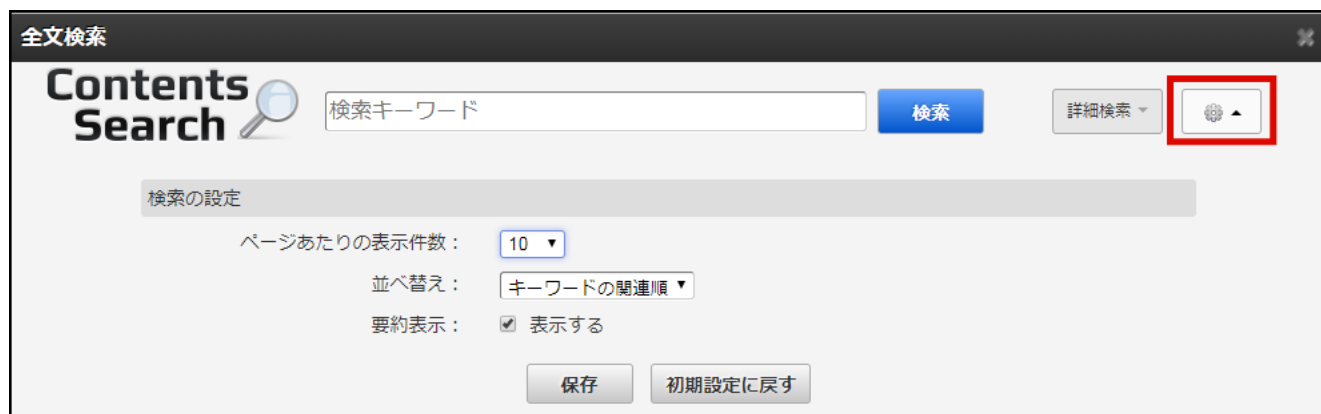 全文検索
Contents
Search
検索キーワード
検索
詳細検索
検索の設定
ページあたりの表示件数：
10
並べ替え：
キーワードの関連順
要約表示：
表示する
保存
初期設定に戻す